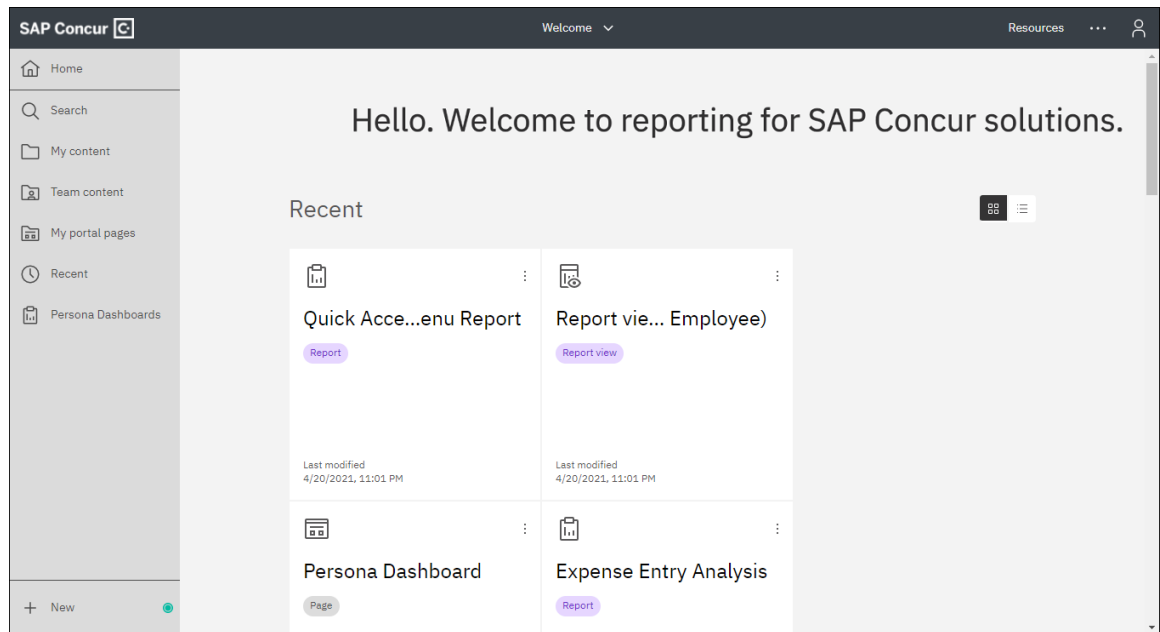 SAP Concur
Welcome
Resources
Home
Search
My content
Team content
My portal pages
Recent
Persona Dashboards
New
Hello. Welcome to reporting for SAP Concur solutions.
Recent
Quick Acce...enu Report
Report
Last modified
4/20/2021, 11:01 PM
Report vie... Employee)
Report view
Last modified
4/20/2021, 11:01 PM
Persona Dashboard
Page
Expense Entry Analysis
Report